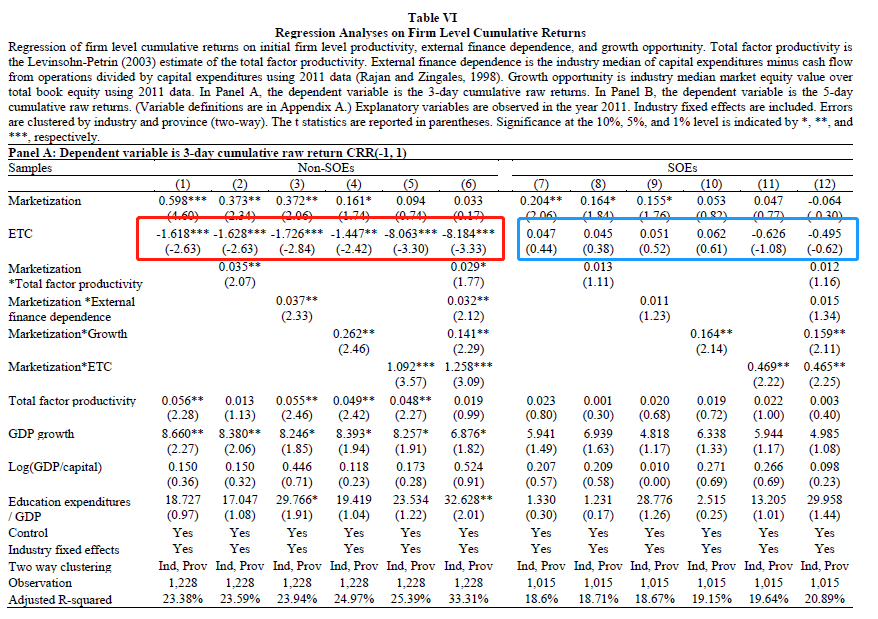 Table VI
Regression Analyses on Firm Level Cumulative Returns
Regression of firm level cumulative returns on initial firm level productivity, external finance dependence, and growth opportunity. Total factor productivity is
the Levinsohn-Petrin (2003) estimate of the total factor productivity. External finance dependence is the industry median of capital expenditures minus cash flow
from operations divided by capital expenditures using 2011 data (Rajan and Zingales, 1998). Growth opportunity is industry median market equity value over
total book equity using 2011 data. In Panel A, the dependent variable is the 3-day cumulative raw returns. In Panel B, the dependent variable is the 5-day
cumulative raw returns. (Variable definitions are in Appendix A.) Explanatory variables are observed in the year 2011. Industry fixed effects are included. Errors
are clustered by industry and province (two-way). The t statistics are reported in parentheses. Significance at the 10%, 5%, and 1% level is indicated by *, **, and
***, respectively.
Panel A: Dependent variable is 3-day cumulative raw return CRR(-1, 1)
Samples Non-SOEs SOEs
(1) (2) (3) (4) (5) (6) (7) (8) (9) (10) (11) (12)
Marketization 0.598*** 0.373** 0.372** 0.161* 0.094 0.033 0.204** 0.164* 0.155* 0.053 0.047 -0.064
(4.60) (2.34) (2.06) (1.74) (0.74) (0.17) (2.06) (1.84) (1.76) (0.82) (0.77) (-0.30)
ETC -1.618*** -1.628*** -1.726*** -1.447** -8.063*** -8.184*** 0.047 0.045 0.051 0.062 -0.626 -0.495
(-2.63) (-2.63) (-2.84) (-2.42) (-3.30) (-3.33) (0.44) (0.38) (0.52) (0.61) (-1.08) (-0.62)
Marketization 0.035** 0.029* 0.013 0.012
*Total factor productivity (2.07) (1.77) (1.11) (1.16)
Marketization *External 0.037** 0.032** 0.011 0.015
finance dependence (2.33) (2.12) (1.23) (1.34)
Marketization*Growth 0.262** 0.141** 0.164** 0.159**
(2.46) (2.29) (2.14) (2.11)
Marketization*ETC 1.092*** 1.258*** 0.469** 0.465**
(3.57) (3.09) (2.22) (2.25)
Total factor productivity 0.056** 0.013 0.055** 0.049** 0.048** 0.019 0.023 0.001 0.020 0.019 0.022 0.003
(2.28) (1.13) (2.46) (2.42) (2.27) (0.99) (0.80) (0.30) (0.68) (0.72) (1.00) (0.40)
GDP growth 8.660** 8.380** 8.246* 8.393* 8.257* 6.876* 5.941 6.939 4.818 6.338 5.944 4.985
(2.27) (2.06) (1.85) (1.94) (1.91) (1.82) (1.49) (1.63) (1.17) (1.33) (1.17) (1.08)
Log(GDP/capital) 0.150 0.150 0.446 0.118 0.173 0.524 0.207 0.209 0.010 0.271 0.266 0.098
(0.36) (0.32) (0.71) (0.23) (0.28) (0.91) (0.57) (0.58) (0.00) (0.69) (0.69) (0.23)
Education expenditures 18.727 17.047 29.766* 19.419 23.534 32.628** 1.330 1.231 28.776 2.515 13.205 29.958
/ GDP (0.97) (1.08) (1.91) (1.04) (1.22) (2.01) (0.30) (0.17) (1.26) (0.25) (1.01) (1.44)
Control Yes Yes Yes Yes Yes Yes Yes Yes Yes Yes Yes Yes
Industry fixed effects Yes Yes Yes Yes Yes Yes Yes Yes Yes Yes Yes Yes
Two way clustering Ind, Prov Ind, Prov Ind, Prov Ind, Prov Ind, Prov Ind, Prov Ind, Prov Ind, Prov Ind, Prov Ind, Prov Ind, Prov Ind, Prov
Observation 1,228 1,228 1,228 1,228 1,228 1,228 1,015 1,015 1,015 1,015 1,015 1,015
Adjusted R-squared 23.38% 23.59% 23.94% 24.97% 25.39% 33.31% 18.6% 18.71% 18.67% 19.15% 19.64% 20.89%